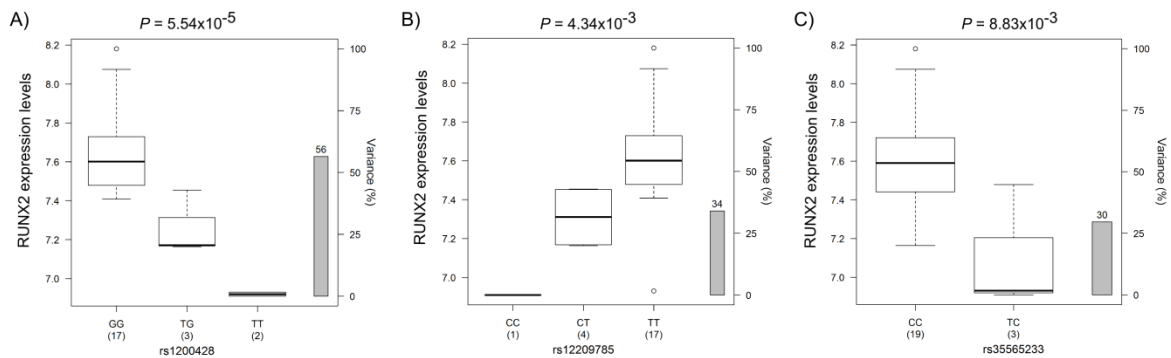 A)
P = 5.54x10-5
RUNX2 expression levels
8.2
8.0
7.8
7.6
7.4
7.2
7.0
100
75
50
25
0
Variance (%)
56
GG TG TT
(17) (3) (2)
rs1200428
B)
P = 4.34x10-3
RUNX2 expression levels
8.2
8.0
7.8
7.6
7.4
7.2
7.0
100
75
50
25
0
Variance (%)
34
CC CT TT
(1) (4) (17)
rs12209785
C)
P = 8.83x10-3
RUNX2 expression levels
8.2
8.0
7.8
7.6
7.4
7.2
7.0
100
75
50
25
0
Variance (%)
30
CC TC
(19) (3)
rs35565233